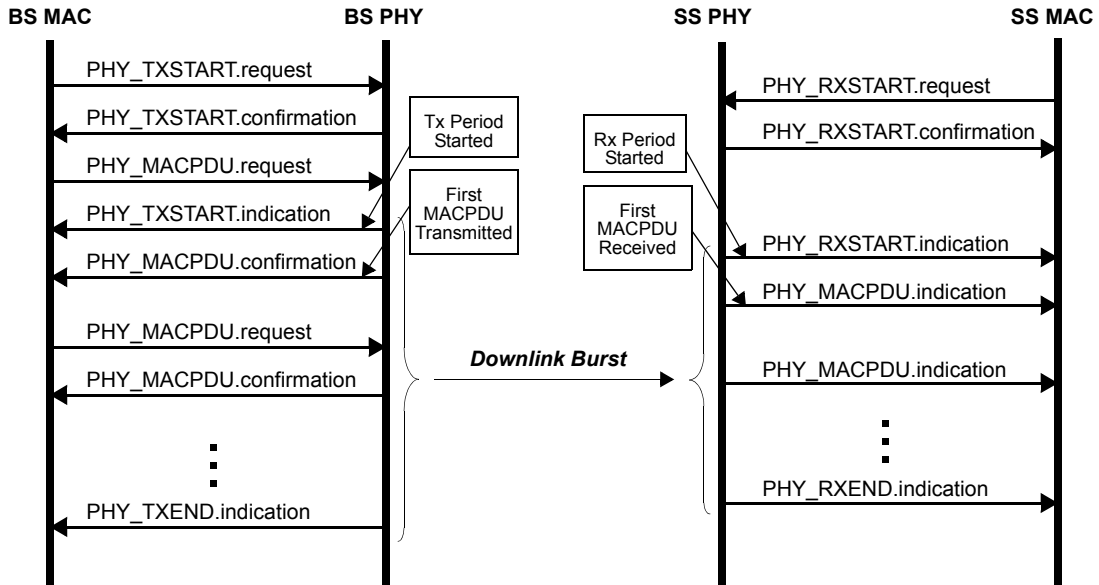 BS MAC
BS PHY
SS PHY
SS MAC
PHY_TXSTART.request
PHY_TXSTART.confirmation
PHY_MACPDU.request
PHY_TXSTART.indication
PHY_MACPDU.confirmation
PHY_MACPDU.request
PHY_MACPDU.confirmation
PHY_TXEND.indication
Tx Period
Started
First
MACPDU
Transmitted
Downlink Burst
Rx Period
Started
First
MACPDU
Received
PHY_RXSTART.request
PHY_RXSTART.confirmation
PHY_RXSTART.indication
PHY_MACPDU.indication
PHY_MACPDU.indication
PHY_RXEND.indication